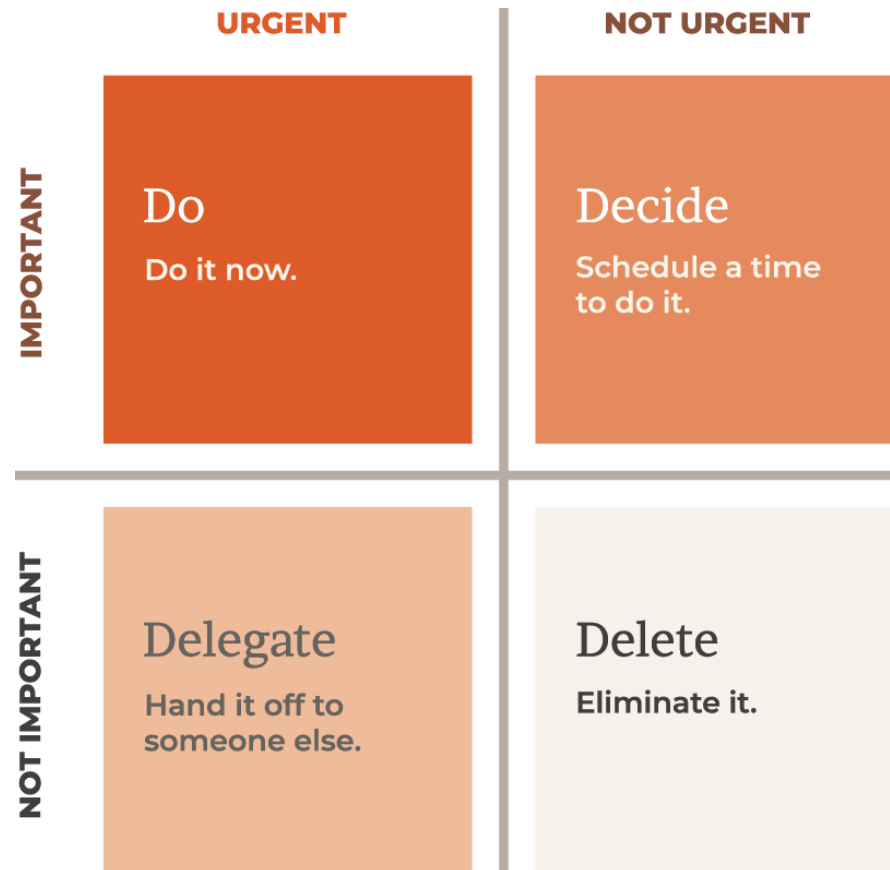 URGENT
NOT URGENT
IMPORTANT
Do
Do it now.
Decide
Schedule a time
to do it.
NOT IMPORTANT
Delegate
Hand it off to
someone else.
Delete
Eliminate it.